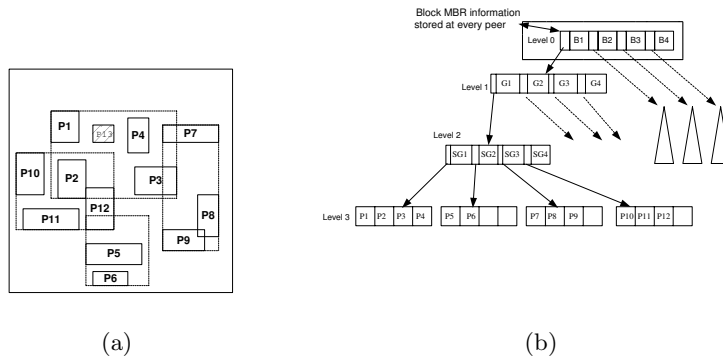 P1
P13
P4
P7
P10
P2
P3
P12
P11
P8
P9
P5
P6
(a)
Block MBR information
stored at every peer
Level 0
B1 B2 B3 B4
Level 1
G1 G2 G3 G4
Level 2
SG1 SG2 SG3 SG4
Level 3
P1 P2 P3 P4 P5 P6 P7 P8 P9 P10 P11 P12
(b)